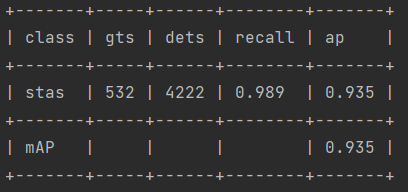 +-------+-----+------+--------+-------+
| class | gts | dets | recall | ap    |
+-------+-----+------+--------+-------+
| stas  | 532 | 4222 | 0.989  | 0.935 |
+-------+-----+------+--------+-------+
| mAP   |     |      |        | 0.935 |
+-------+-----+------+--------+-------+